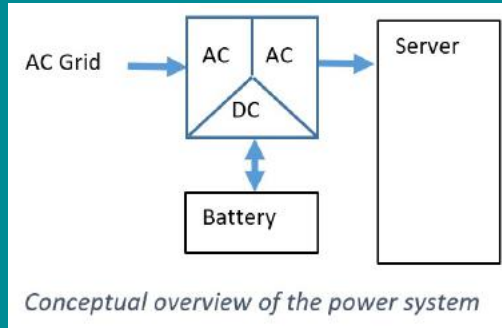 AC Grid
AC
AC
DC
Server
Battery
Conceptual overview of the power system